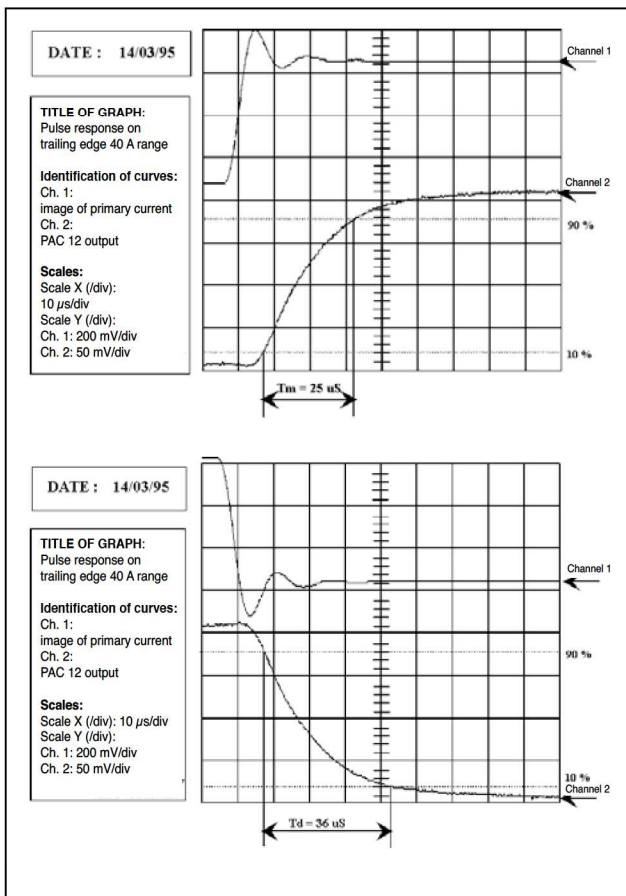 DATE : 14/03/95
TITLE OF GRAPH:
Pulse response on
trailing edge 40 A range
Identification of curves:
Ch. 1:
image of primary current
Ch. 2:
PAC 12 output
Scales:
Scale X (/div):
10 µs/div
Scale Y (/div):
Ch. 1: 200 mV/div
Ch. 2: 50 mV/div
Channel 1
Channel 2
90 %
10 %
Tm = 25 uS
DATE : 14/03/95
TITLE OF GRAPH:
Pulse response on
trailing edge 40 A range
Identification of curves:
Ch. 1:
image of primary current
Ch. 2:
PAC 12 output
Scales:
Scale X (/div): 10 µs/div
Scale Y (/div):
Ch. 1: 200 mV/div
Ch. 2: 50 mV/div
Channel 1
90 %
10 %
Channel 2
Td = 36 uS